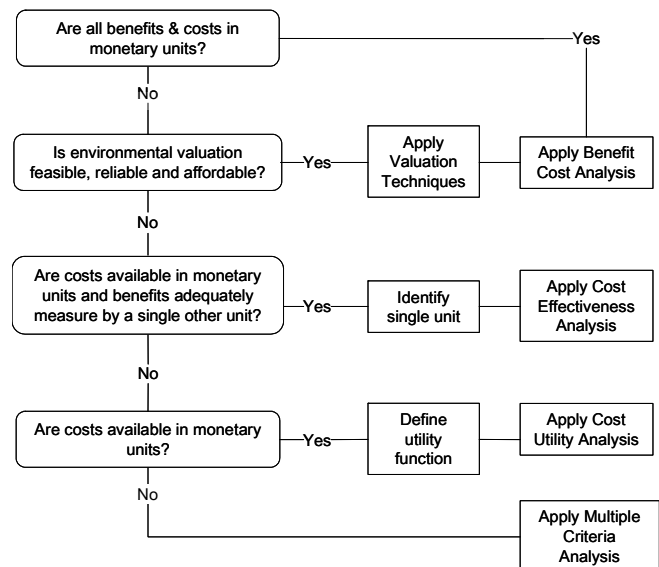 Are all benefits & costs in
monetary units?
Yes
No
Is environmental valuation
feasible, reliable and affordable?
Yes
Apply
Valuation
Techniques
Apply Benefit
Cost Analysis
No
Are costs available in monetary
units and benefits adequately
measure by a single other unit?
Yes
Identify
single unit
Apply Cost
Effectiveness
Analysis
No
Are costs available in monetary
units?
Yes
Define
utility
function
Apply Cost
Utility Analysis
No
Apply Multiple
Criteria
Analysis